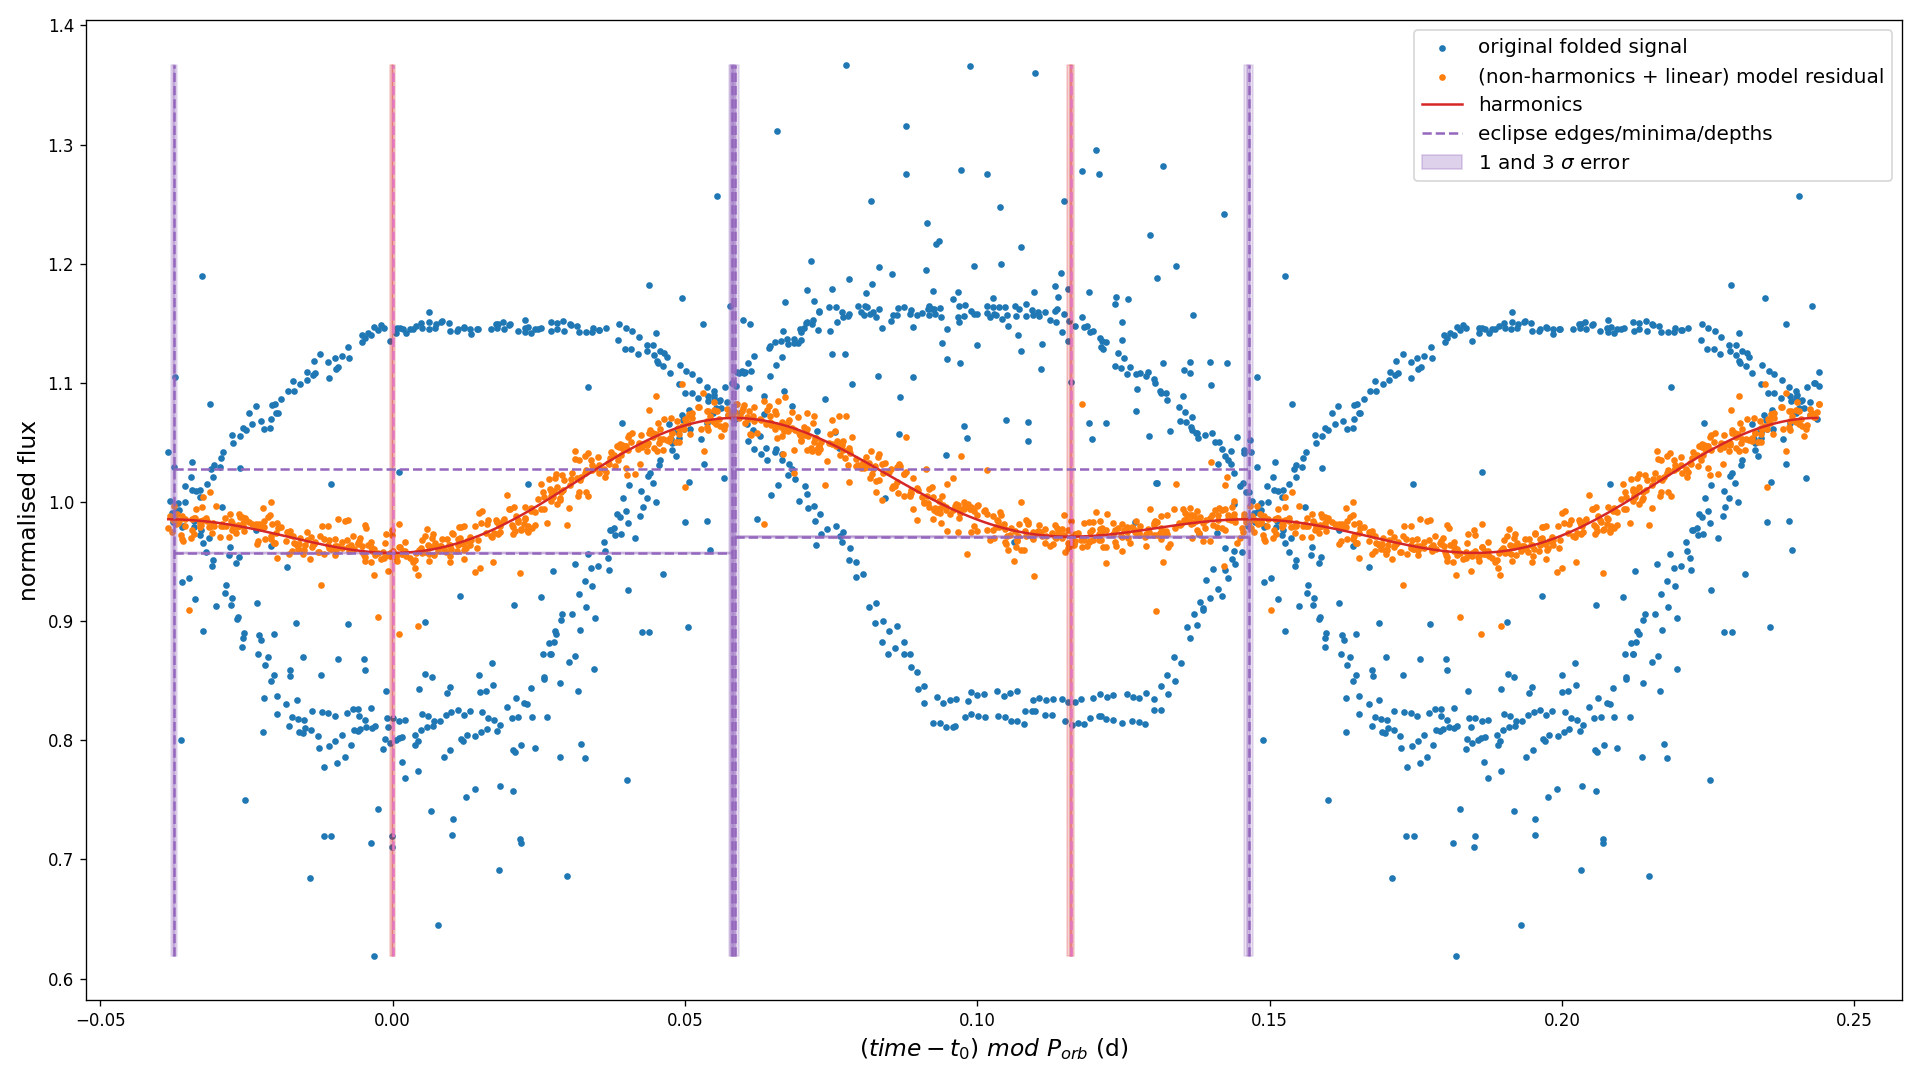 original folded signal
(non-harmonics + linear) model residual
harmonics
eclipse edges/minima/depths
1 and 3 σ error
normalised flux
1.4
1.3
1.2
1.1
1.0
0.9
0.8
0.7
0.6
−0.05
0.00
0.05
0.10
0.15
0.20
0.25
(time − t₀) mod Pₒᵣb (d)